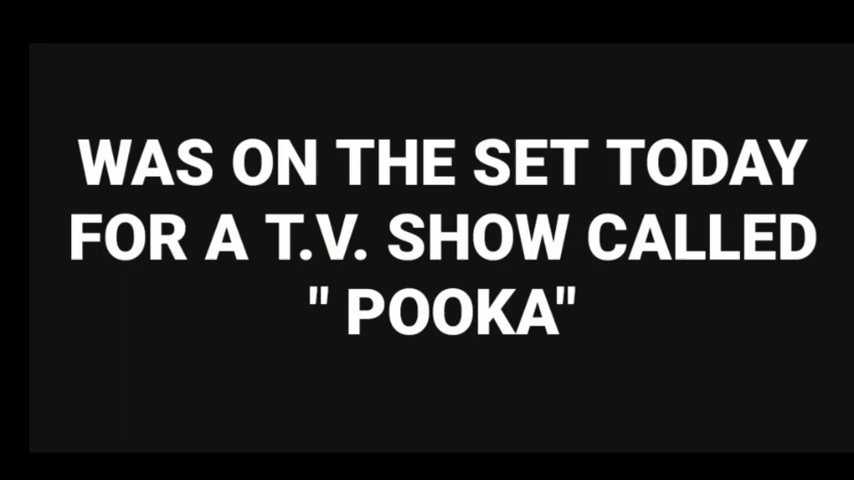 WAS ON THE SET TODAY
FOR A T.V. SHOW CALLED
" POOKA"